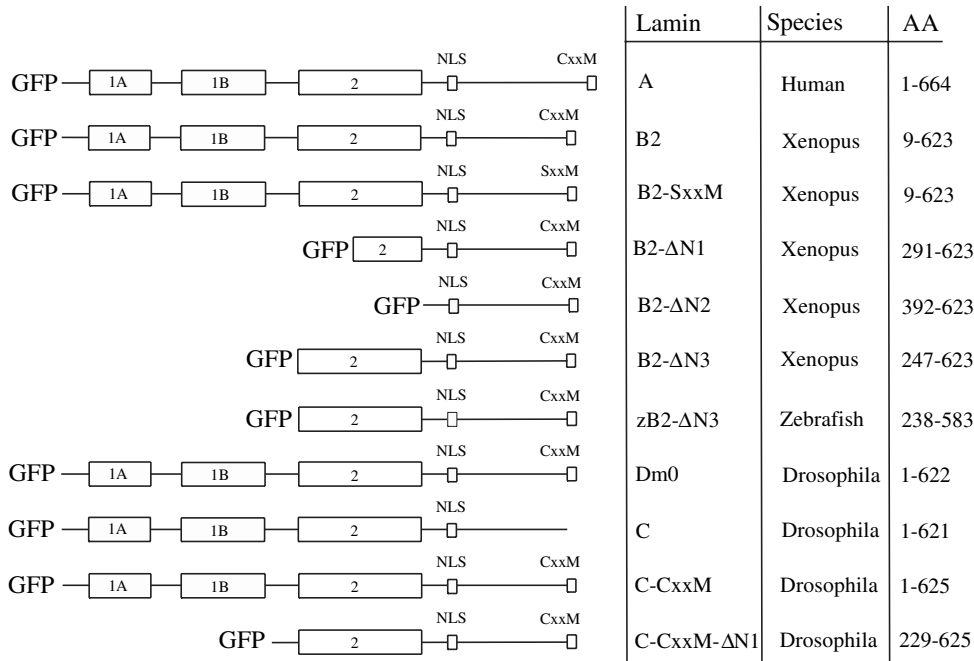 Lamin Species AA
NLS CxxM
GFP 1A 1B 2 A Human 1-664
NLS CxxM
GFP 1A 1B 2 B2 Xenopus 9-623
NLS SxxM
GFP 1A 1B 2 B2-SxxM Xenopus 9-623
NLS CxxM
GFP 2 B2-ΔN1 Xenopus 291-623
NLS CxxM
GFP B2-ΔN2 Xenopus 392-623
NLS CxxM
GFP 2 B2-ΔN3 Xenopus 247-623
NLS CxxM
GFP 2 zB2-ΔN3 Zebrafish 238-583
NLS CxxM
GFP 1A 1B 2 Dm0 Drosophila 1-622
NLS
GFP 1A 1B 2 C Drosophila 1-621
NLS CxxM
GFP 1A 1B 2 C-CxxM Drosophila 1-625
NLS CxxM
GFP 2 C-CxxM-ΔN1 Drosophila 229-625